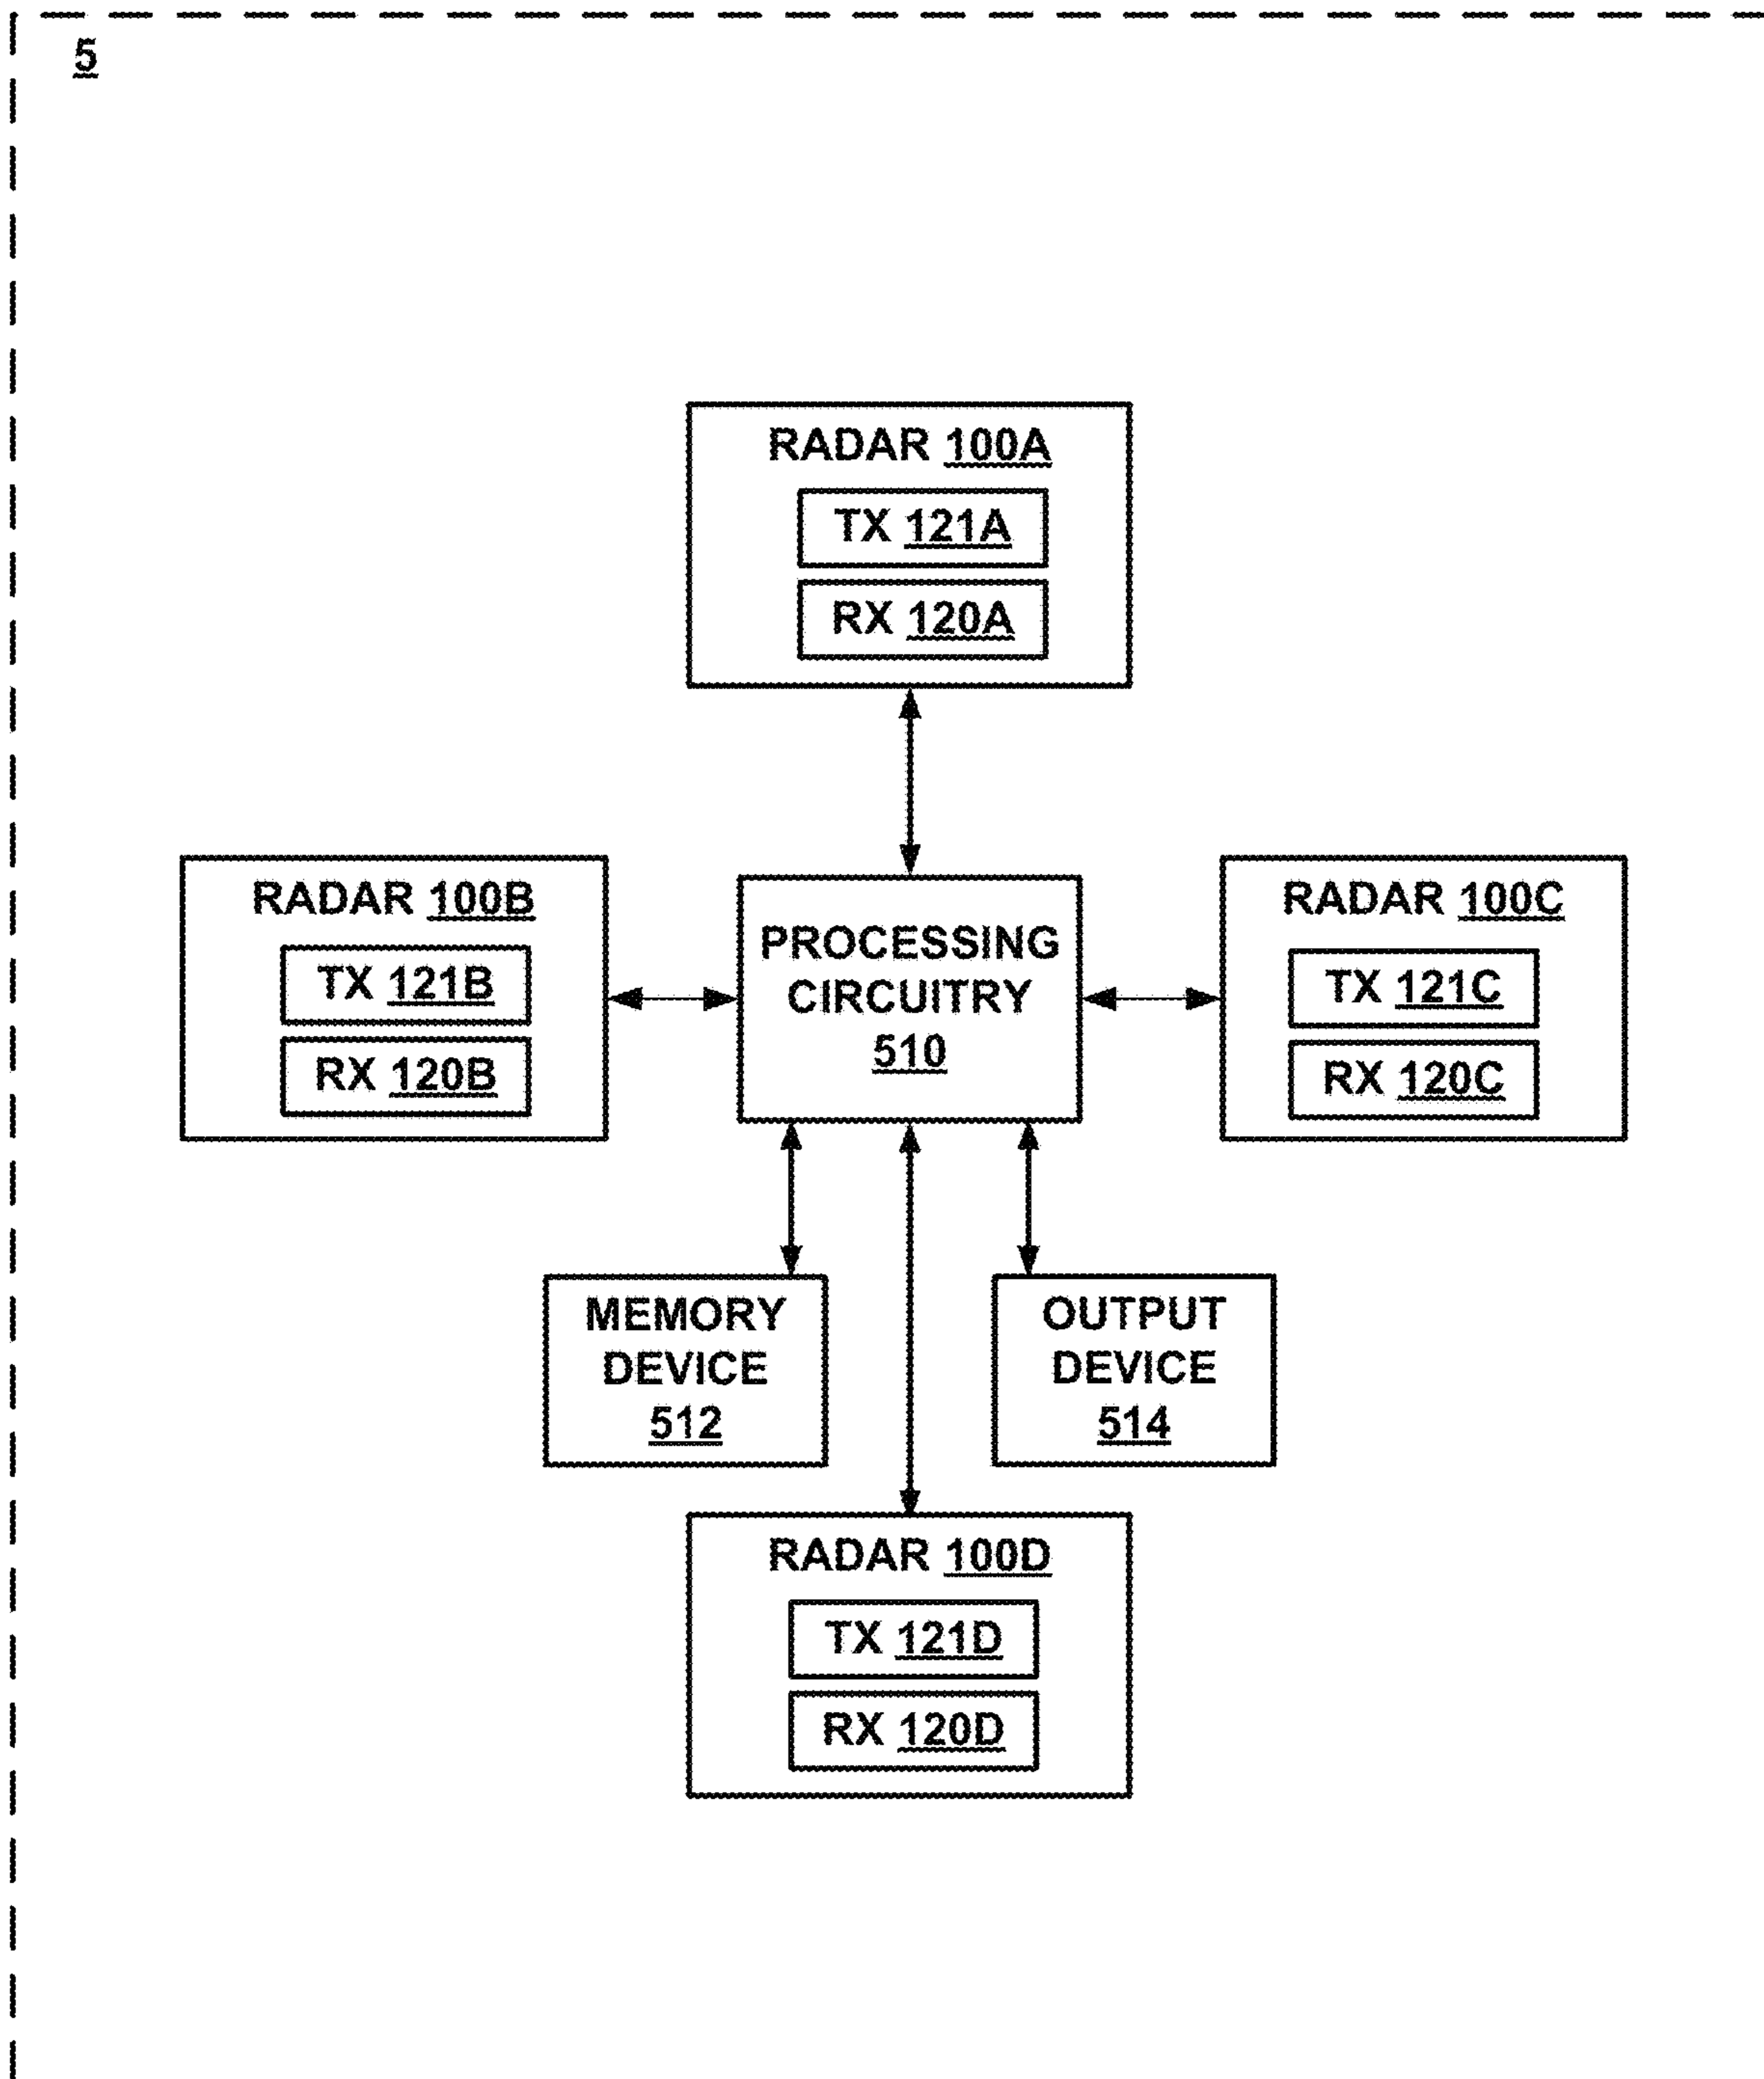 5
RADAR 100A
TX 121A
RX 120A
RADAR 100B
TX 121B
RX 120B
PROCESSING
CIRCUITRY
510
RADAR 100C
TX 121C
RX 120C
MEMORY
DEVICE
512
OUTPUT
DEVICE
514
RADAR 100D
TX 121D
RX 120D